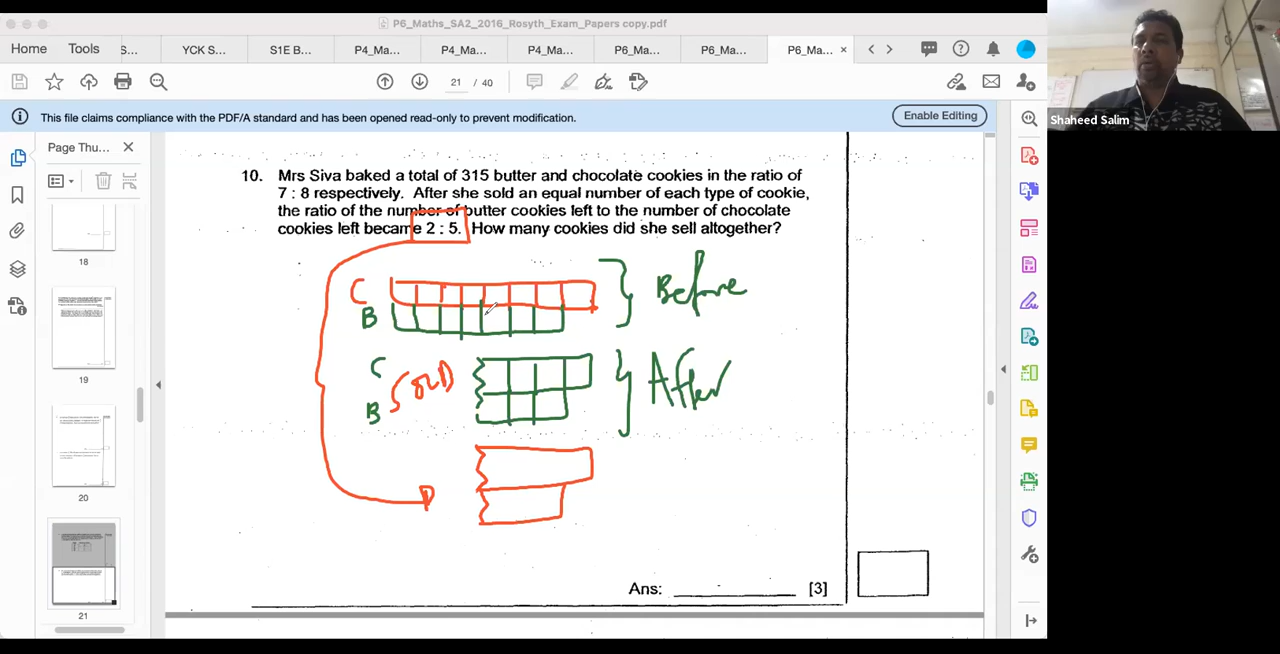 P6_Maths_SA2_2016_Rosyth_Exam_Papers copy.pdf
Home Tools S... YCK S... S1E B... P4_Ma... P4_Ma... P4_Ma... P6_Ma... P6_Ma... P6_Ma... ×
21 / 40
This file claims compliance with the PDF/A standard and has been opened read-only to prevent modification. Enable Editing
Shaheed Salim
Page Thu...
18
19
20
21
10. Mrs Siva baked a total of 315 butter and chocolate cookies in the ratio of
7 : 8 respectively. After she sold an equal number of each type of cookie,
the ratio of the number of butter cookies left to the number of chocolate
cookies left became 2 : 5. How many cookies did she sell altogether?
C
B
Before
C
SOLD
B
After
Ans: [3]